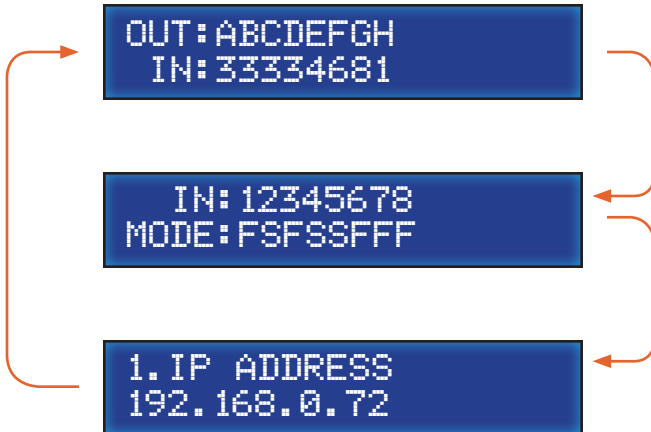 OUT:ABCDEFGH
IN:33334681
IN:12345678
MODE:FSFSSFFF
1.IP ADDRESS
192.168.0.72